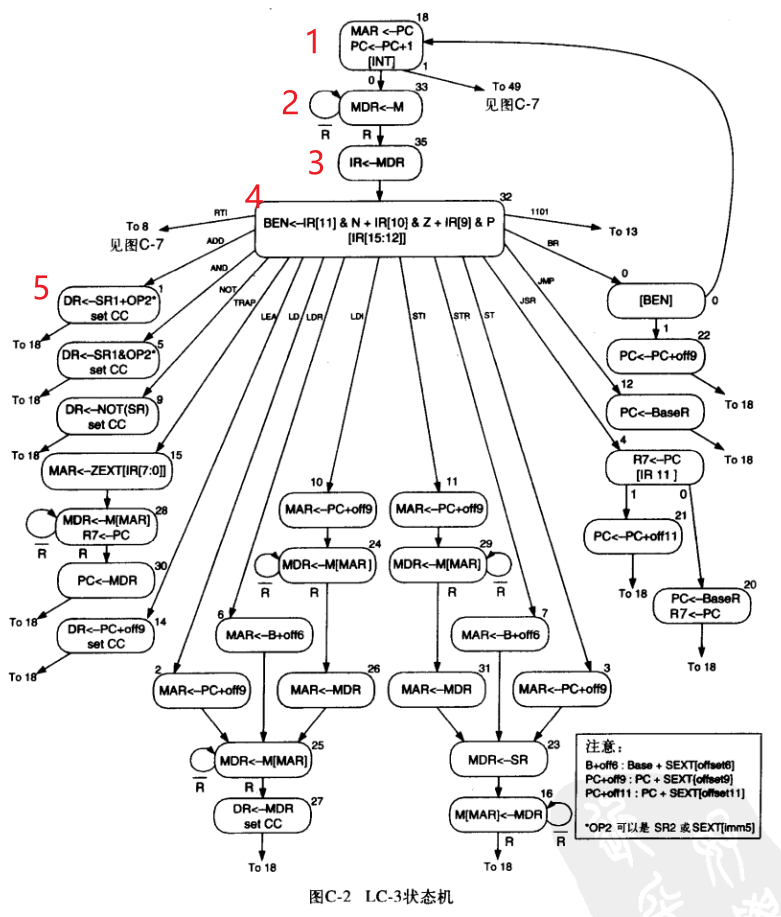 18
1
MAR <-PC
PC<-PC+1
[INT]
0
1
To 49
见图C-7
33
2
MDR<-M
R̅
R
35
3
IR<-MDR
4
32
BEN<-IR[11] & N + IR[10] & Z + IR[9] & P
[IR[15:12]]
RTI
To 8
见图C-7
1101
To 13
ADD
AND
NOT
TRAP
LEA
LD
LDR
LDI
STI
STR
ST
JSR
JMP
BR
5
1
DR<-SR1+OP2*
set CC
To 18
5
DR<-SR1&OP2*
set CC
To 18
9
DR<-NOT(SR)
set CC
To 18
15
MAR<-ZEXT[IR[7:0]]
28
MDR<-M[MAR]
R7<-PC
R̅
R
30
PC<-MDR
To 18
14
DR<-PC+off9
set CC
To 18
0
[BEN]
0
1
22
PC<-PC+off9
To 18
12
PC<-BaseR
To 18
4
R7<-PC
[IR 11 ]
1
0
21
PC<-PC+off11
To 18
20
PC<-BaseR
R7<-PC
To 18
10
MAR<-PC+off9
24
MDR<-M[MAR]
R̅
R
11
MAR<-PC+off9
29
MDR<-M[MAR]
R̅
R
6
MAR<-B+off6
7
MAR<-B+off6
2
MAR<-PC+off9
26
MAR<-MDR
31
MAR<-MDR
3
MAR<-PC+off9
25
MDR<-M[MAR]
R̅
R
27
DR<-MDR
set CC
To 18
23
MDR<-SR
16
M[MAR]<-MDR
R̅
R
To 18
注意：
B+off6 : Base + SEXT[offset6]
PC+off9 : PC + SEXT[offset9]
PC+off11 : PC + SEXT[offset11]
*OP2 可以是 SR2 或SEXT[imm5]
图C-2 LC-3状态机